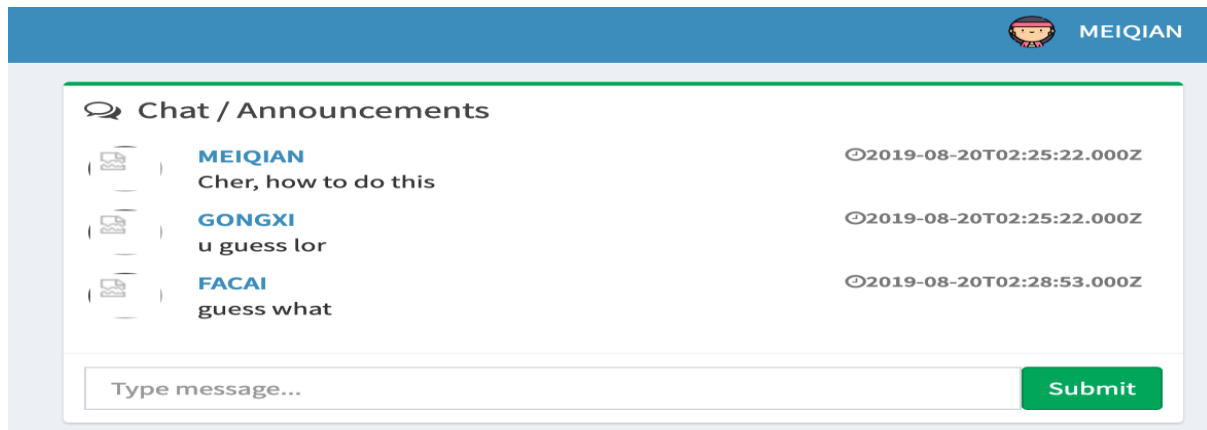 MEIQIAN
Chat / Announcements
MEIQIAN 2019-08-20T02:25:22.000Z
Cher, how to do this
GONGXI 2019-08-20T02:25:22.000Z
u guess lor
FACAI 2019-08-20T02:28:53.000Z
guess what
Type message...
Submit